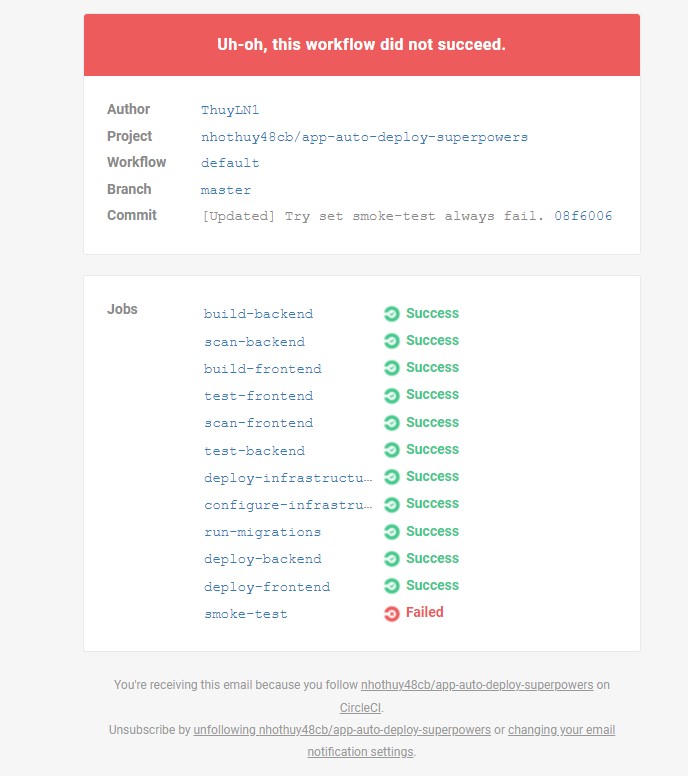 Uh-oh, this workflow did not succeed.
Author ThuyLN1
Project nhothuy48cb/app-auto-deploy-superpowers
Workflow default
Branch master
Commit [Updated] Try set smoke-test always fail. 08f6006
Jobs build-backend Success
scan-backend Success
build-frontend Success
test-frontend Success
scan-frontend Success
test-backend Success
deploy-infrastructu… Success
configure-infrastru… Success
run-migrations Success
deploy-backend Success
deploy-frontend Success
smoke-test Failed
You're receiving this email because you follow nhothuy48cb/app-auto-deploy-superpowers on
CircleCI.
Unsubscribe by unfollowing nhothuy48cb/app-auto-deploy-superpowers or changing your email
notification settings.